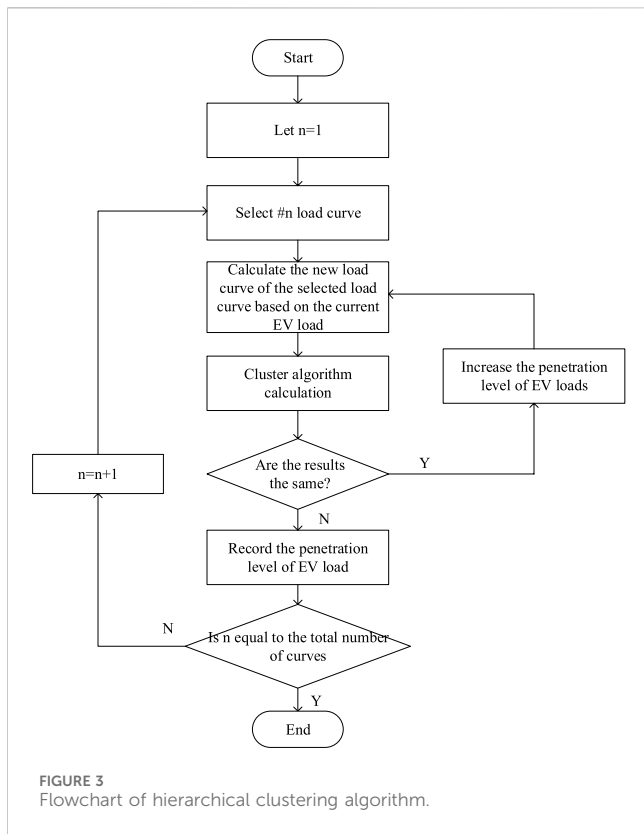 Start
Let n=1
Select #n load curve
Calculate the new load
curve of the selected load
curve based on the current
EV load
Increase the penetration
level of EV loads
Cluster algorithm
calculation
Are the results
the same?
Y
n=n+1
N
Record the penetration
level of EV load
N
Is n equal to the total number
of curves
Y
End
FIGURE 3
Flowchart of hierarchical clustering algorithm.